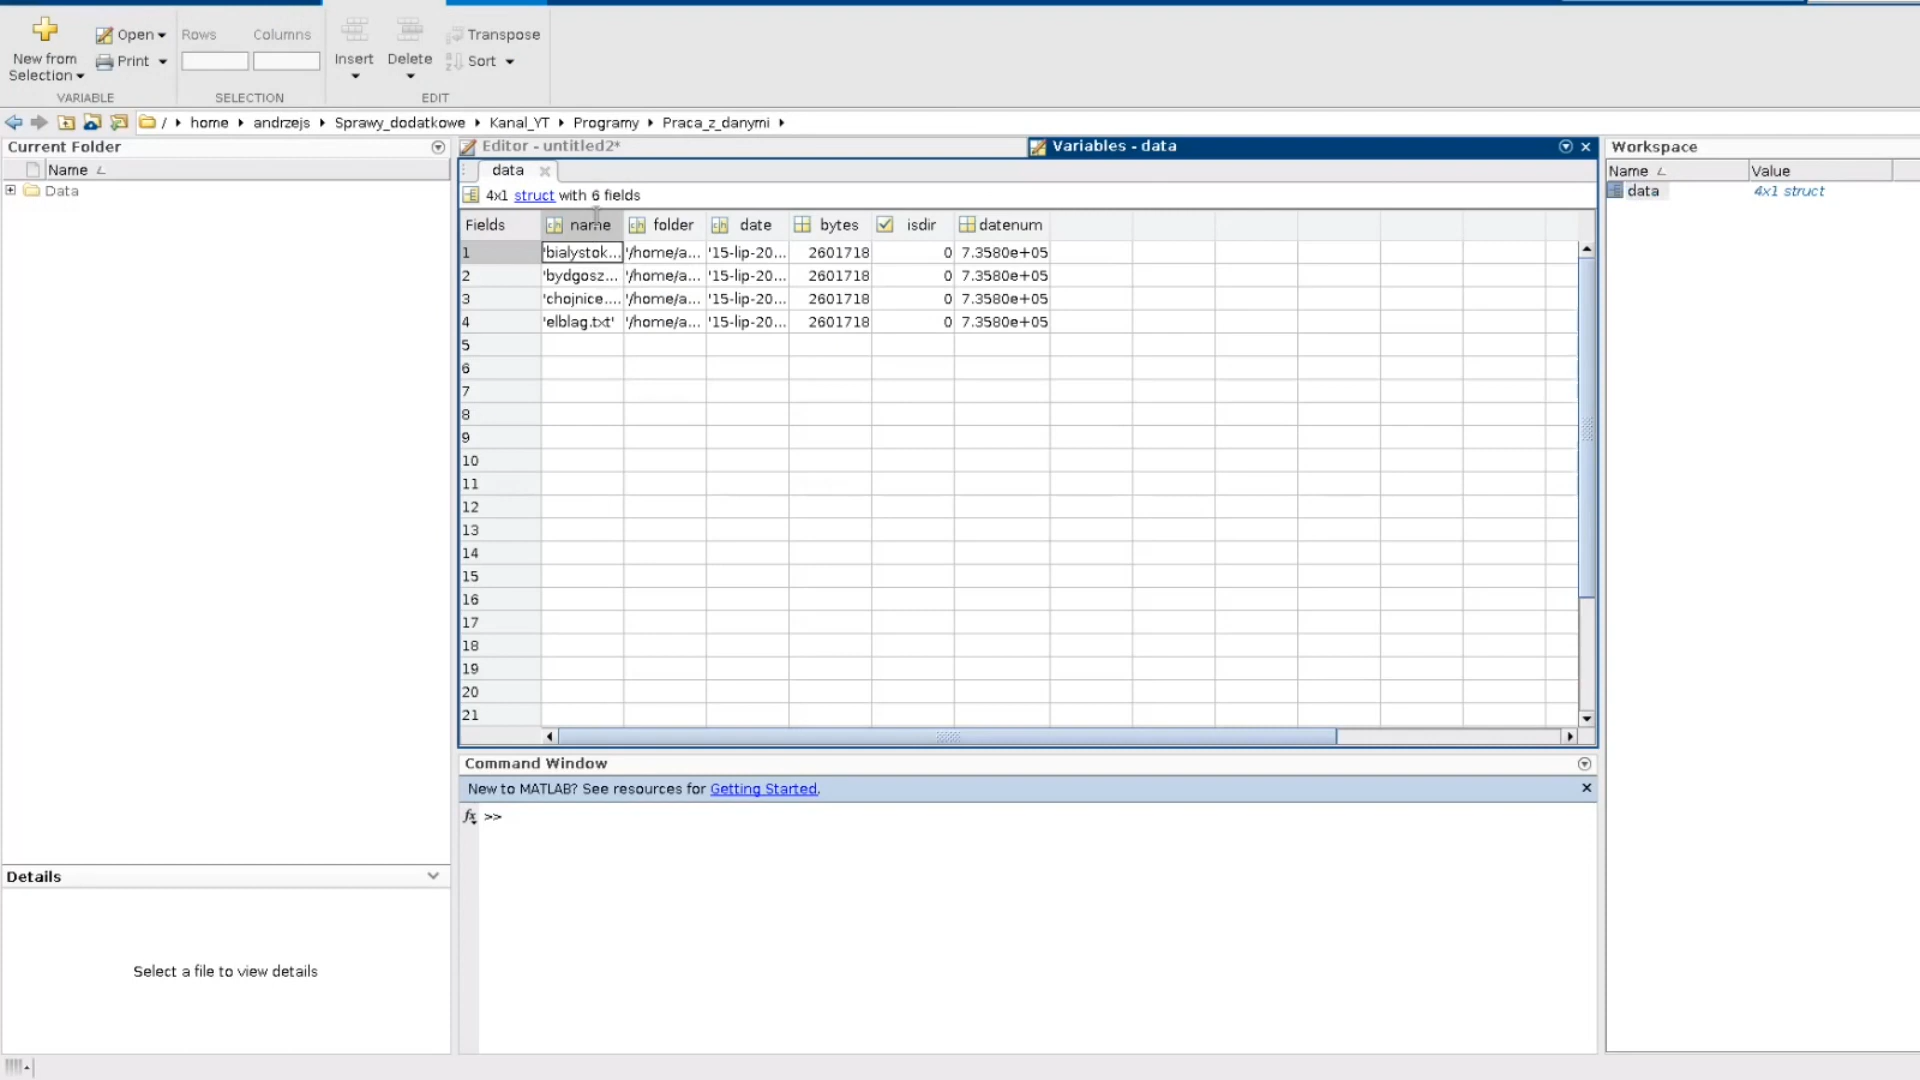 New from Selection
Open
Print
Rows
Columns
Insert
Delete
Transpose
Sort
VARIABLE
SELECTION
EDIT
/ home andrzejs Sprawy_dodatkowe Kanal_YT Programy Praca_z_danymi
Current Folder
Name
Data
Editor - untitled2*
Variables - data
data
4x1 struct with 6 fields
Fields name folder date bytes isdir datenum
1 'bialystok... '/home/a... '15-lip-20... 2601718 0 7.3580e+05
2 'bydgosz... '/home/a... '15-lip-20... 2601718 0 7.3580e+05
3 'chojnice.... '/home/a... '15-lip-20... 2601718 0 7.3580e+05
4 'elblag.txt' '/home/a... '15-lip-20... 2601718 0 7.3580e+05
5
6
7
8
9
10
11
12
13
14
15
16
17
18
19
20
21
Workspace
Name Value
data 4x1 struct
Command Window
New to MATLAB? See resources for Getting Started.
fx >>
Details
Select a file to view details